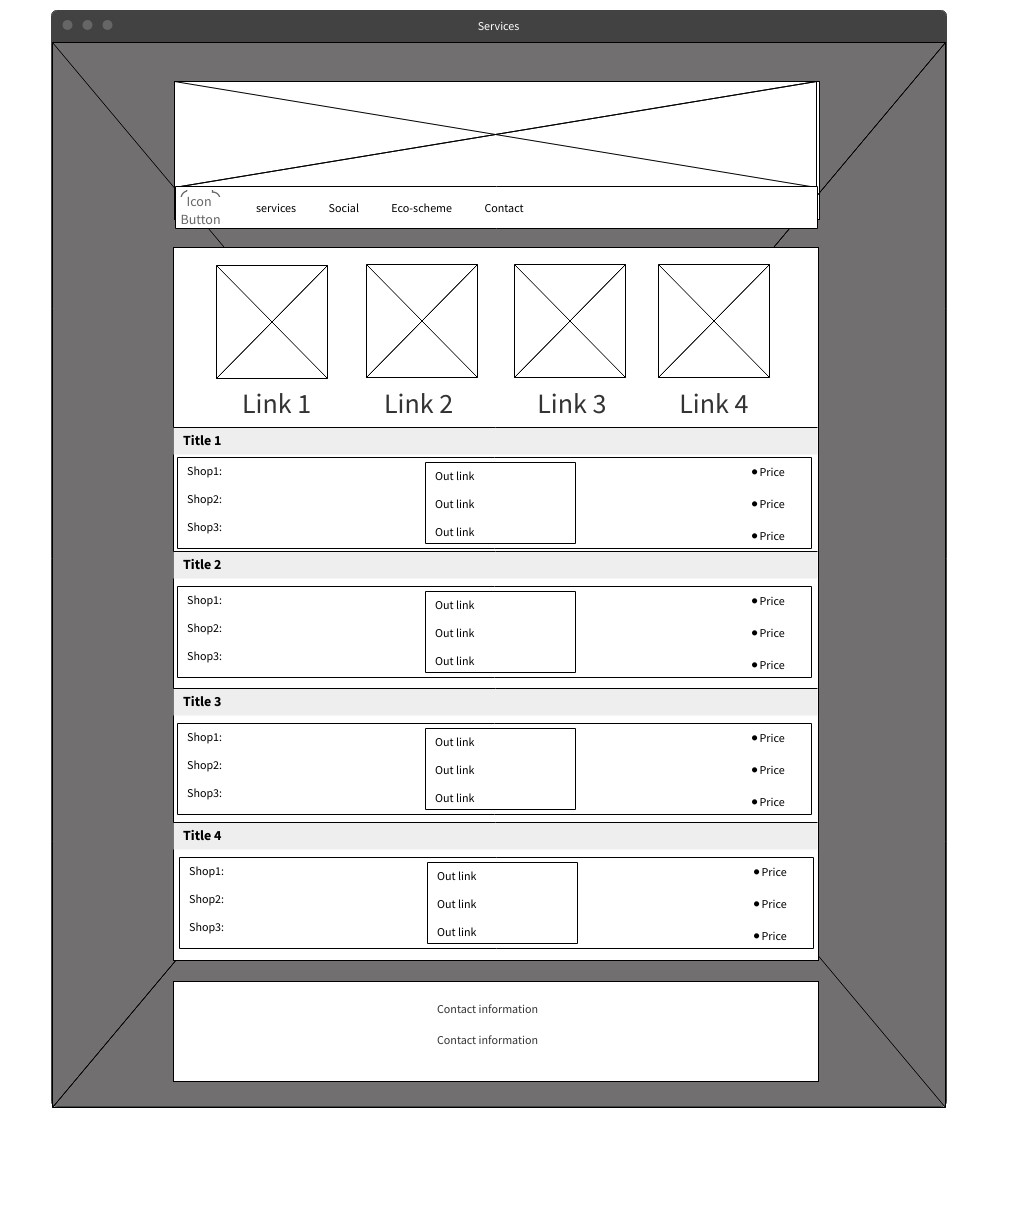 Services
Icon
Button
services Social Eco-scheme Contact
Link 1 Link 2 Link 3 Link 4
Title 1
Shop1: Out link Price
Shop2: Out link Price
Shop3: Out link Price
Title 2
Shop1: Out link Price
Shop2: Out link Price
Shop3: Out link Price
Title 3
Shop1: Out link Price
Shop2: Out link Price
Shop3: Out link Price
Title 4
Shop1: Out link Price
Shop2: Out link Price
Shop3: Out link Price
Contact information
Contact information